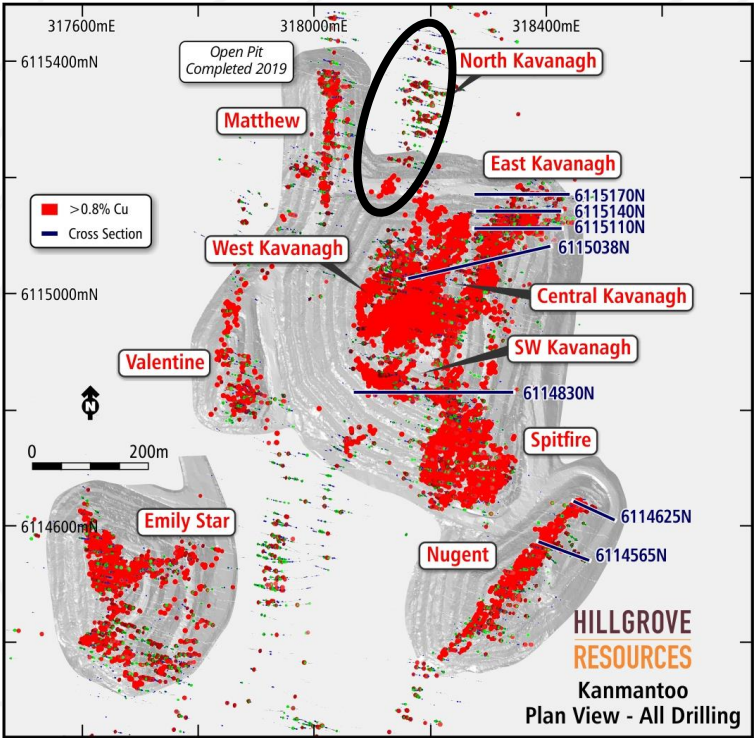 317600mE
318000mE
318400mE
6115400mN
Open Pit
Completed 2019
North Kavanagh
Matthew
East Kavanagh
>0.8% Cu
Cross Section
6115170N
6115140N
6115110N
West Kavanagh
6115038N
6115000mN
Central Kavanagh
SW Kavanagh
Valentine
6114830N
N
0 200m
Spitfire
Emily Star
6114600mN
6114625N
Nugent
6114565N
HILLGROVE
RESOURCES
Kanmantoo
Plan View - All Drilling